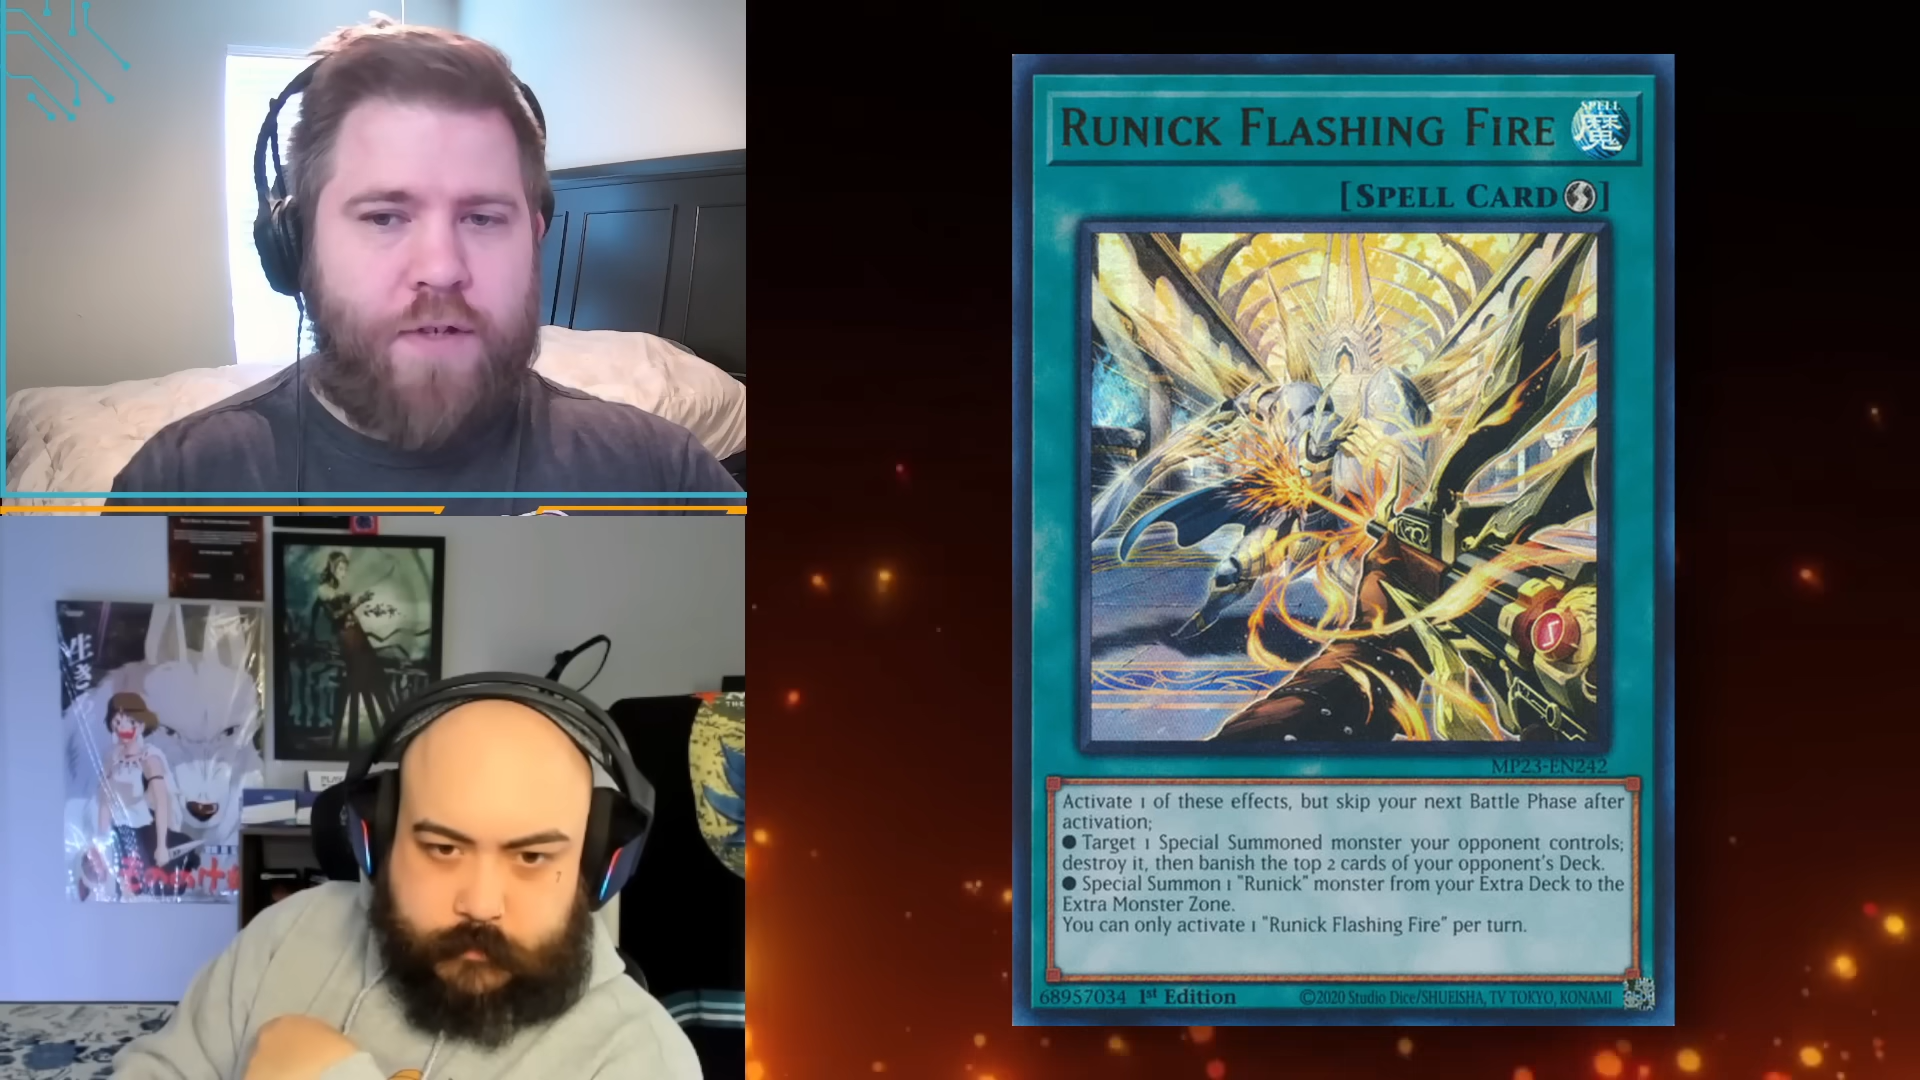 RUNICK FLASHING FIRE
SPELL
魔
[SPELL CARD]
MP23-EN242
Activate 1 of these effects, but skip your next Battle Phase after
activation;
● Target 1 Special Summoned monster your opponent controls;
destroy it, then banish the top 2 cards of your opponent's Deck.
● Special Summon 1 "Runick" monster from your Extra Deck to the
Extra Monster Zone.
You can only activate 1 "Runick Flashing Fire" per turn.
68957034 1st Edition ©2020 Studio Dice/SHUEISHA, TV TOKYO, KONAMI